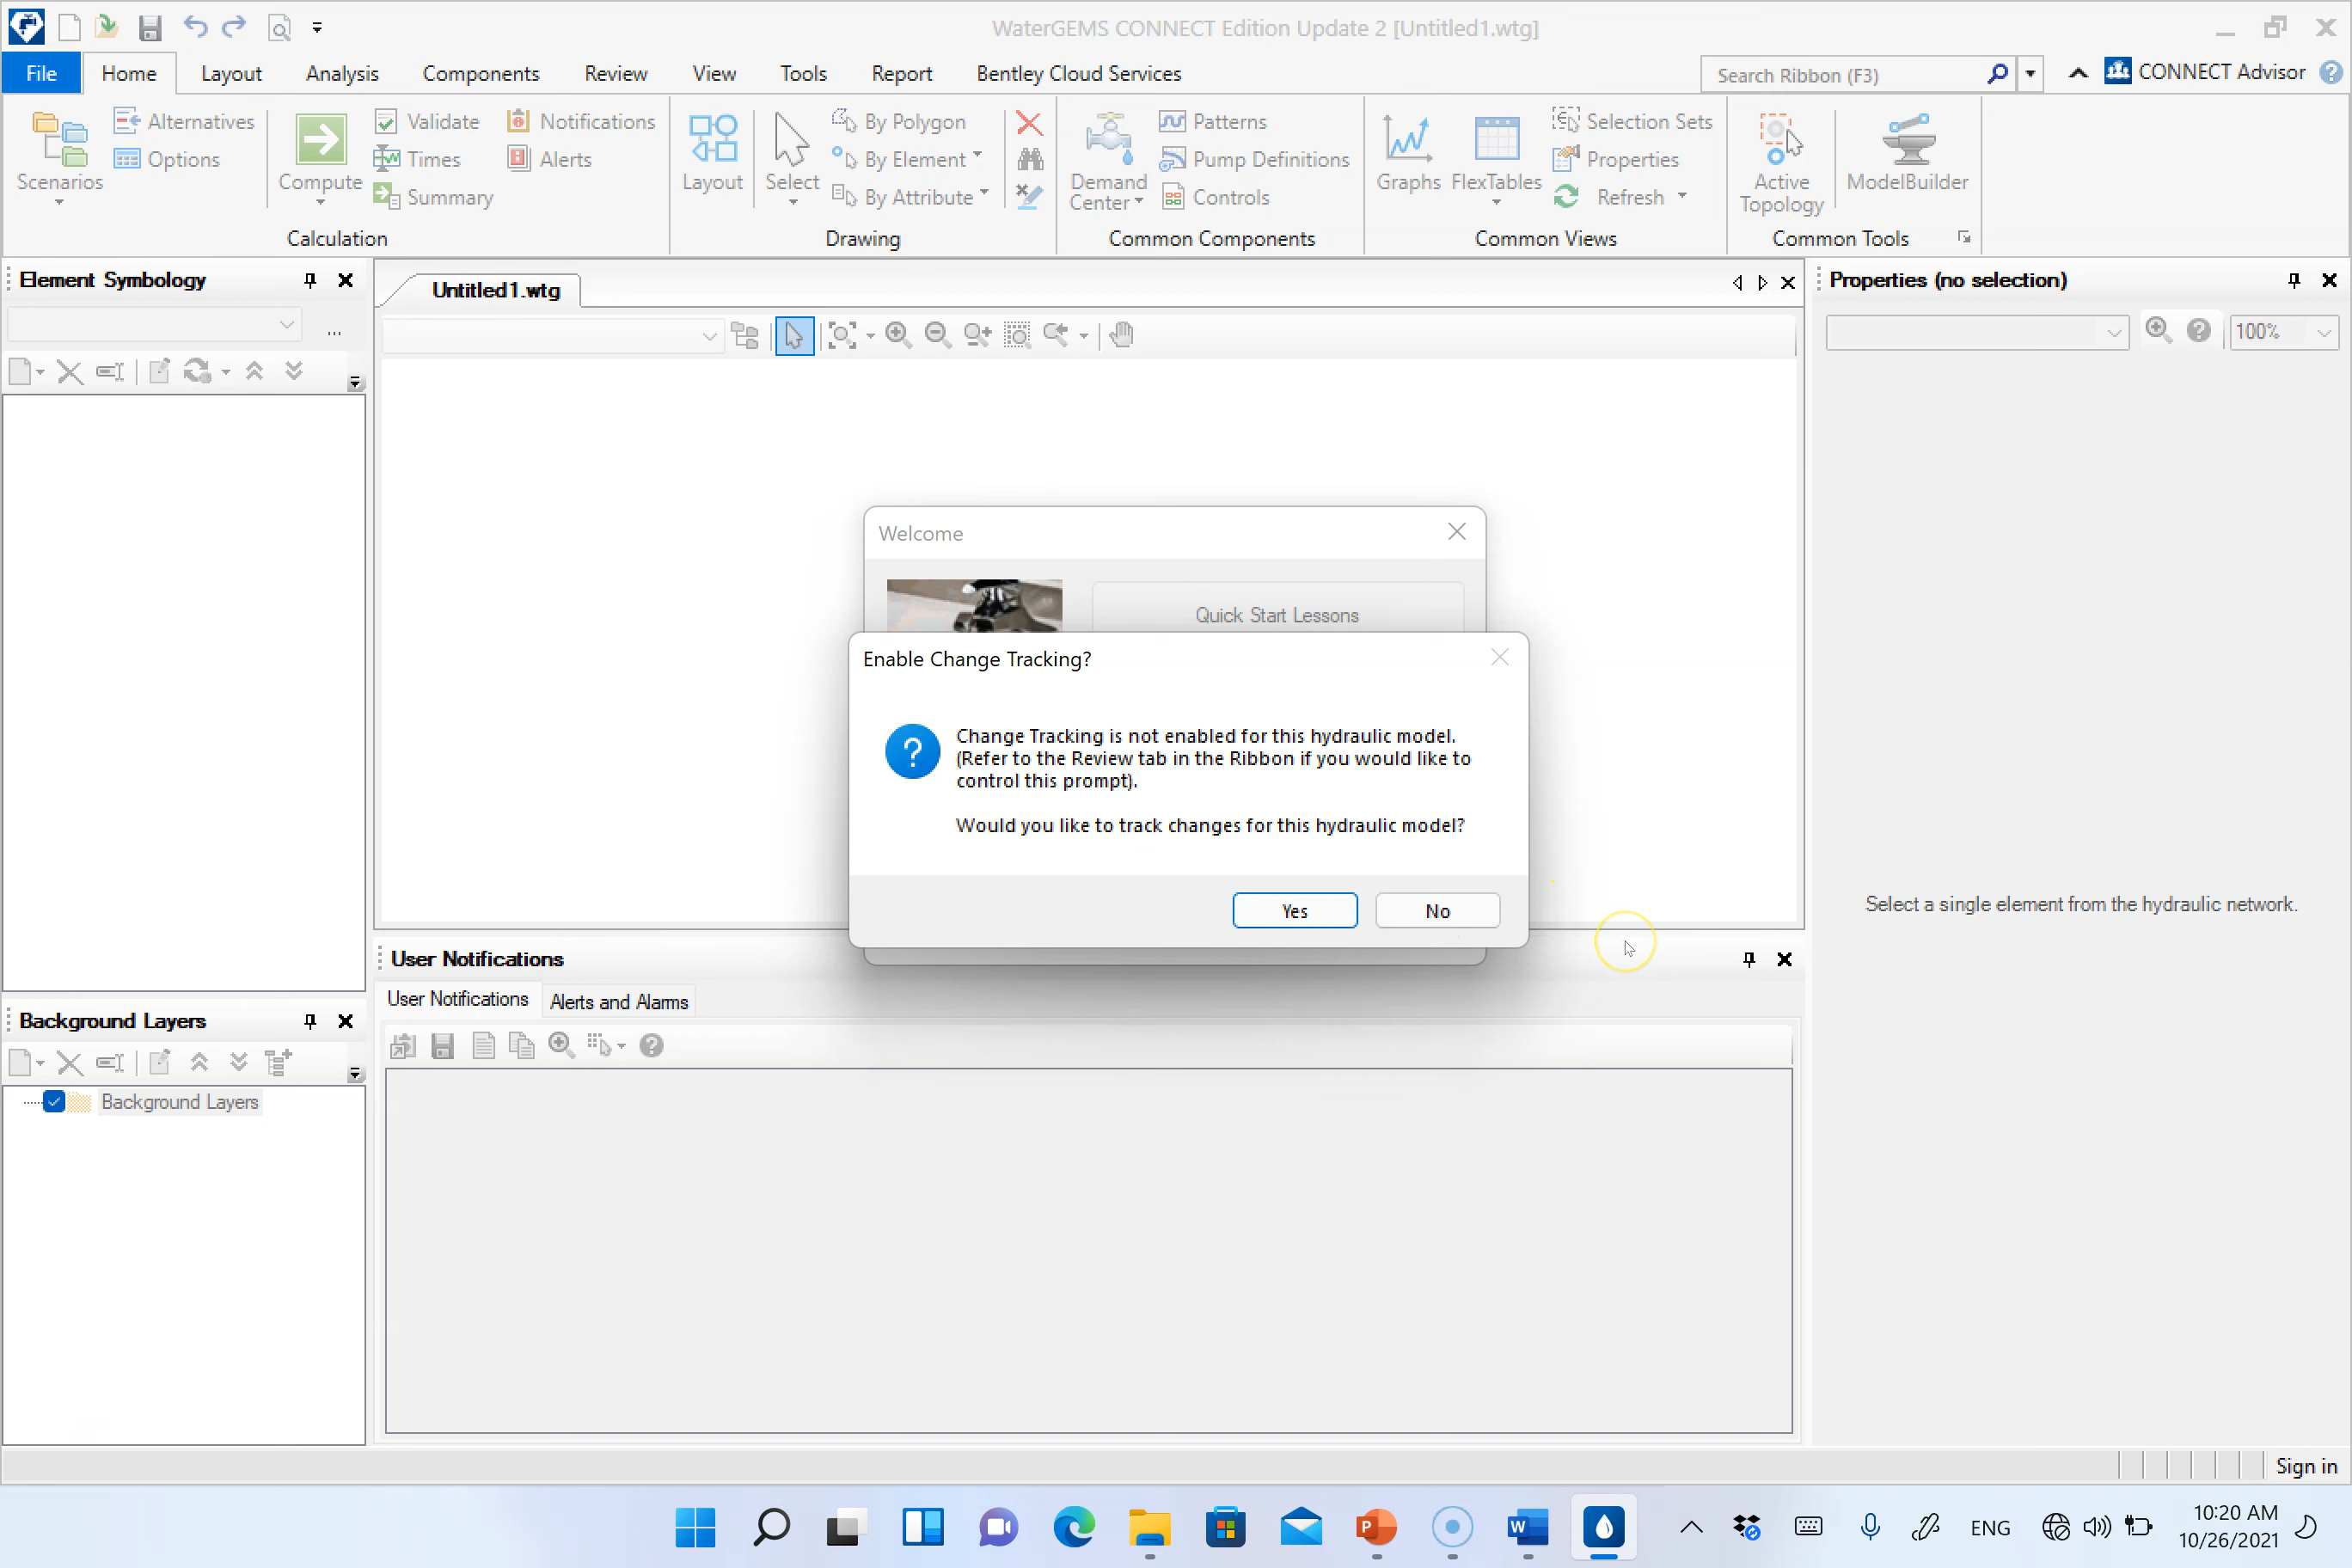 WaterGEMS CONNECT Edition Update 2 [Untitled1.wtg]
File Home Layout Analysis Components Review View Tools Report Bentley Cloud Services Search Ribbon (F3) CONNECT Advisor
Scenarios
Alternatives
Options
Compute
Validate
Times
Summary
Notifications
Alerts
Calculation
Layout
Select
By Polygon
By Element
By Attribute
Drawing
Demand
Center
Patterns
Pump Definitions
Controls
Common Components
Graphs
FlexTables
Selection Sets
Properties
Refresh
Common Views
Active
Topology
ModelBuilder
Common Tools
Element Symbology
...
Untitled1.wtg
Properties (no selection)
100%
Welcome
Quick Start Lessons
Enable Change Tracking?
Change Tracking is not enabled for this hydraulic model.
(Refer to the Review tab in the Ribbon if you would like to
control this prompt).
Would you like to track changes for this hydraulic model?
Yes No
Select a single element from the hydraulic network.
User Notifications
User Notifications Alerts and Alarms
Background Layers
Background Layers
Sign in
ENG
10:20 AM
10/26/2021